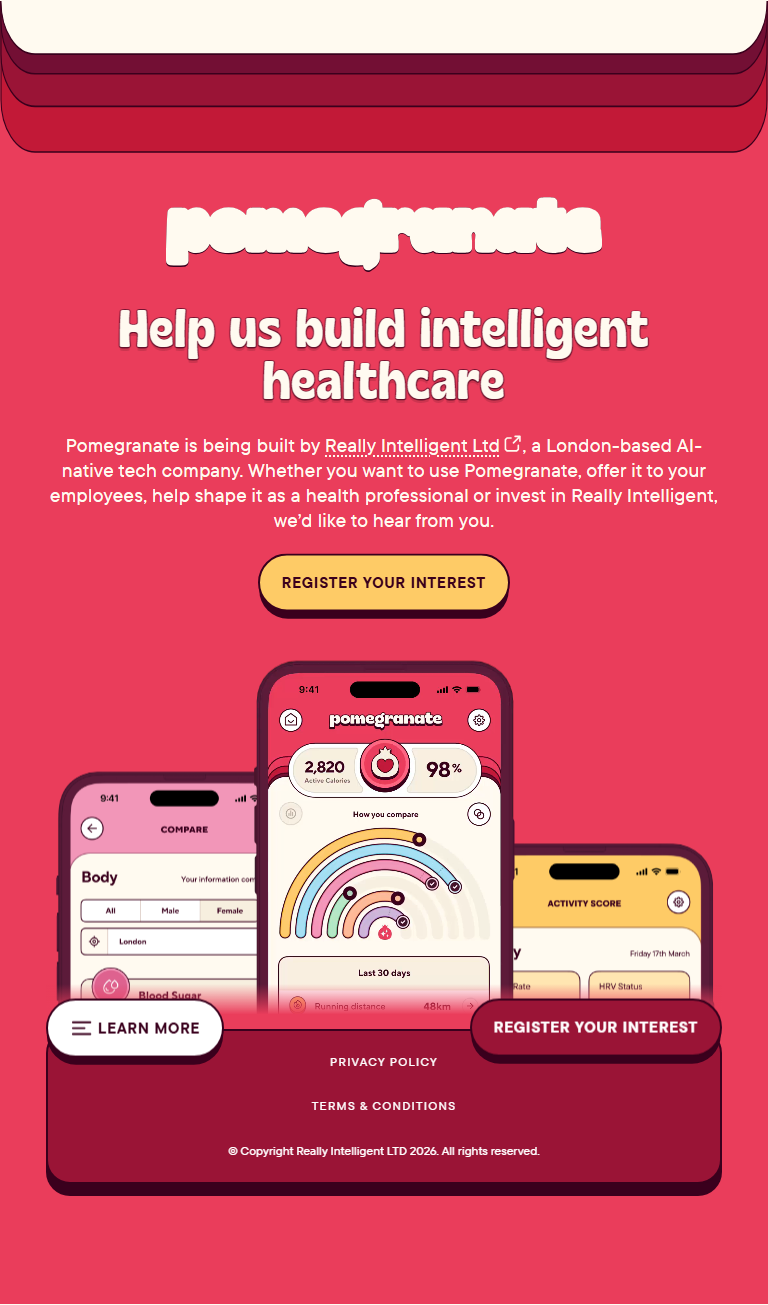 pomegranate
Help us build intelligent
healthcare
Pomegranate is being built by Really Intelligent Ltd, a London-based AI-
native tech company. Whether you want to use Pomegranate, offer it to your
employees, help shape it as a health professional or invest in Really Intelligent,
we'd like to hear from you.
REGISTER YOUR INTEREST
9:41
pomegranate
2,820
Active Calories
98%
How you compare
Last 30 days
Running distance 48km
9:41
COMPARE
Body
Your information com
All Male Female
London
Blood Sugar
ACTIVITY SCORE
y
Friday 17th March
Rate
HRV Status
LEARN MORE
REGISTER YOUR INTEREST
PRIVACY POLICY
TERMS & CONDITIONS
© Copyright Really Intelligent LTD 2026. All rights reserved.